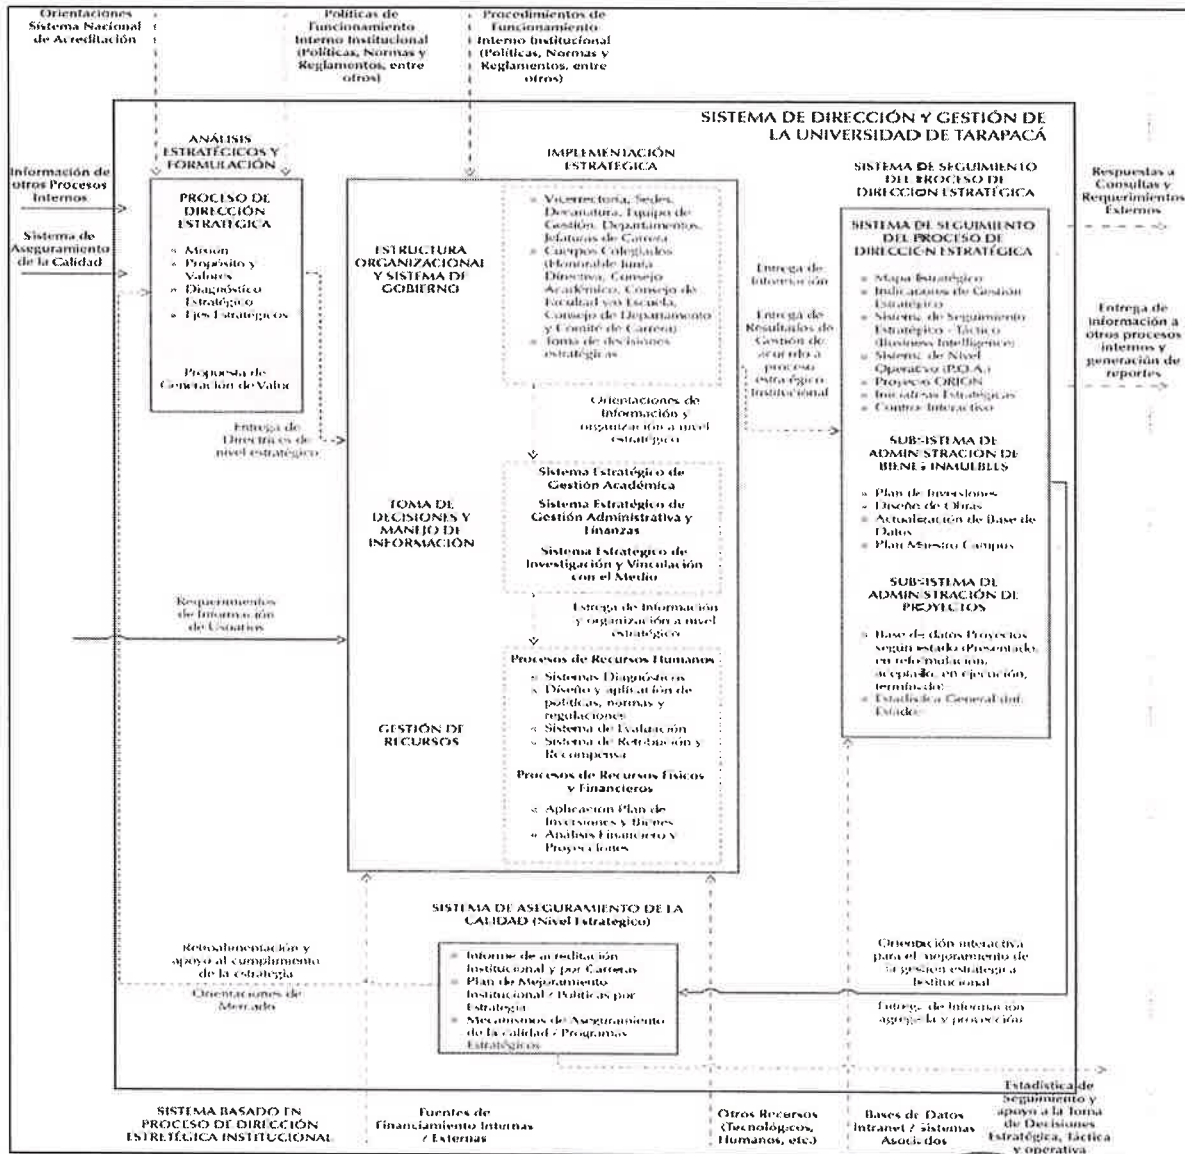 Orientaciones
Sistema Nacional
de Acreditación
Políticas de
Funcionamiento
Interno Institucional
(Políticas, Normas y
Reglamentos, entre
otros)
Procedimientos de
Funcionamiento
Interno Institucional
(Políticas, Normas y
Reglamentos, entre
otros)
SISTEMA DE DIRECCIÓN Y GESTIÓN DE
LA UNIVERSIDAD DE TARAPACÁ
Información de
otros Procesos
Internos
Sistema de
Aseguramiento
de la Calidad
ANÁLISIS
ESTRATÉGICOS Y
FORMULACIÓN
PROCESO DE
DIRECCIÓN
ESTRATÉGICA
Misión
Propósito y
Valores
Diagnóstico
Estratégico
Ejes Estratégicos
Propuesta de
Generación de Valor
Entrega de
Directrices de
nivel estratégico
Requerimientos
de Información
de Usuarios
IMPLEMENTACIÓN
ESTRATÉGICA
ESTRUCTURA
ORGANIZACIONAL
Y SISTEMA DE
GOBIERNO
Vicerrectoría, Sedes,
Decanatura, Equipo de
Gestión, Departamentos,
Jefaturas de Carrera
Cuerpos Colegiados
(Honorable Junta
Directiva, Consejo
Académico, Consejo de
Facultad y/o Escuela,
Consejo de Departamento
y Comité de Carrera)
Toma de decisiones
estratégicas
Orientaciones de
Información y
organización a nivel
estratégico
TOMA DE
DECISIONES Y
MANEJO DE
INFORMACIÓN
Sistema Estratégico de
Gestión Académica
Sistema Estratégico de
Gestión Administrativa y
Finanzas
Sistema Estratégico de
Investigación y Vinculación
con el Medio
Estrega de Información
y organización a nivel
estratégico
GESTIÓN DE
RECURSOS
Procesos de Recursos Humanos
Sistemas Diagnósticos
Diseño y aplicación de
políticas, normas y
regulaciones
Sistema de Evaluación
Sistema de Retribución y
Recompensa
Procesos de Recursos Físicos
y Financieros
Aplicación Plan de
Inversiones y Bienes
Análisis Financiero y
Proyecciones
Entrega de
Información
Entrega de
Resultados de
Gestión de
acuerdo a
proceso
estratégico
Institucional
SISTEMA DE SEGUIMIENTO
DEL PROCESO DE
DIRECCIÓN ESTRATÉGICA
SISTEMA DE SEGUIMIENTO
DEL PROCESO DE
DIRECCIÓN ESTRATÉGICA
Mapa Estratégico
Indicadores de Gestión
Estratégico
Sistema de Seguimiento
Estratégico - Táctico
(Business Intelligence)
Sistema de Nivel
Operativo (P.O.A.)
Proyecto ORION
Iniciativas Estratégicas
Control Interactivo
SUBSISTEMA DE
ADMINISTRACIÓN DE
BIENES INMUEBLES
Plan de Inversiones
Diseño de Obras
Actualización de Base de
Datos
Plan Maestro Campus
SUBSISTEMA DE
ADMINISTRACIÓN DE
PROYECTOS
Base de datos Proyectos
según estado (Presentado,
en reformulación,
aceptado, en ejecución,
terminado)
Estadística General (Inf.
Estado)
Respuestas a
Consultas y
Requerimientos
Externos
Entrega de
información a
otros procesos
internos y
generación de
reportes
SISTEMA DE ASEGURAMIENTO DE LA
CALIDAD (Nivel Estratégico)
Informe de acreditación
Institucional y por Carreras
Plan de Mejoramiento
Institucional / Políticas por
Estrategia
Mecanismos de Aseguramiento
de la calidad / Programas
Estratégicos
Retroalimentación y
apoyo al cumplimiento
de la estrategia
Orientaciones de
Mercado
Orientación interactiva
para el mejoramiento de
la gestión estratégica
Institucional
Entrega de Información
agregada y proyección
SISTEMA BASADO EN
PROCESO DE DIRECCIÓN
ESTRETÉGICA INSTITUCIONAL
Fuentes de
Financiamiento Internas
/ Externas
Otros Recursos
(Tecnológicos,
Humanos, etc.)
Bases de Datos
Intranet / Sistemas
Asociados
Estadística de
Seguimiento y
apoyo a la Toma
de Decisiones
Estratégica, Táctica
y operativa